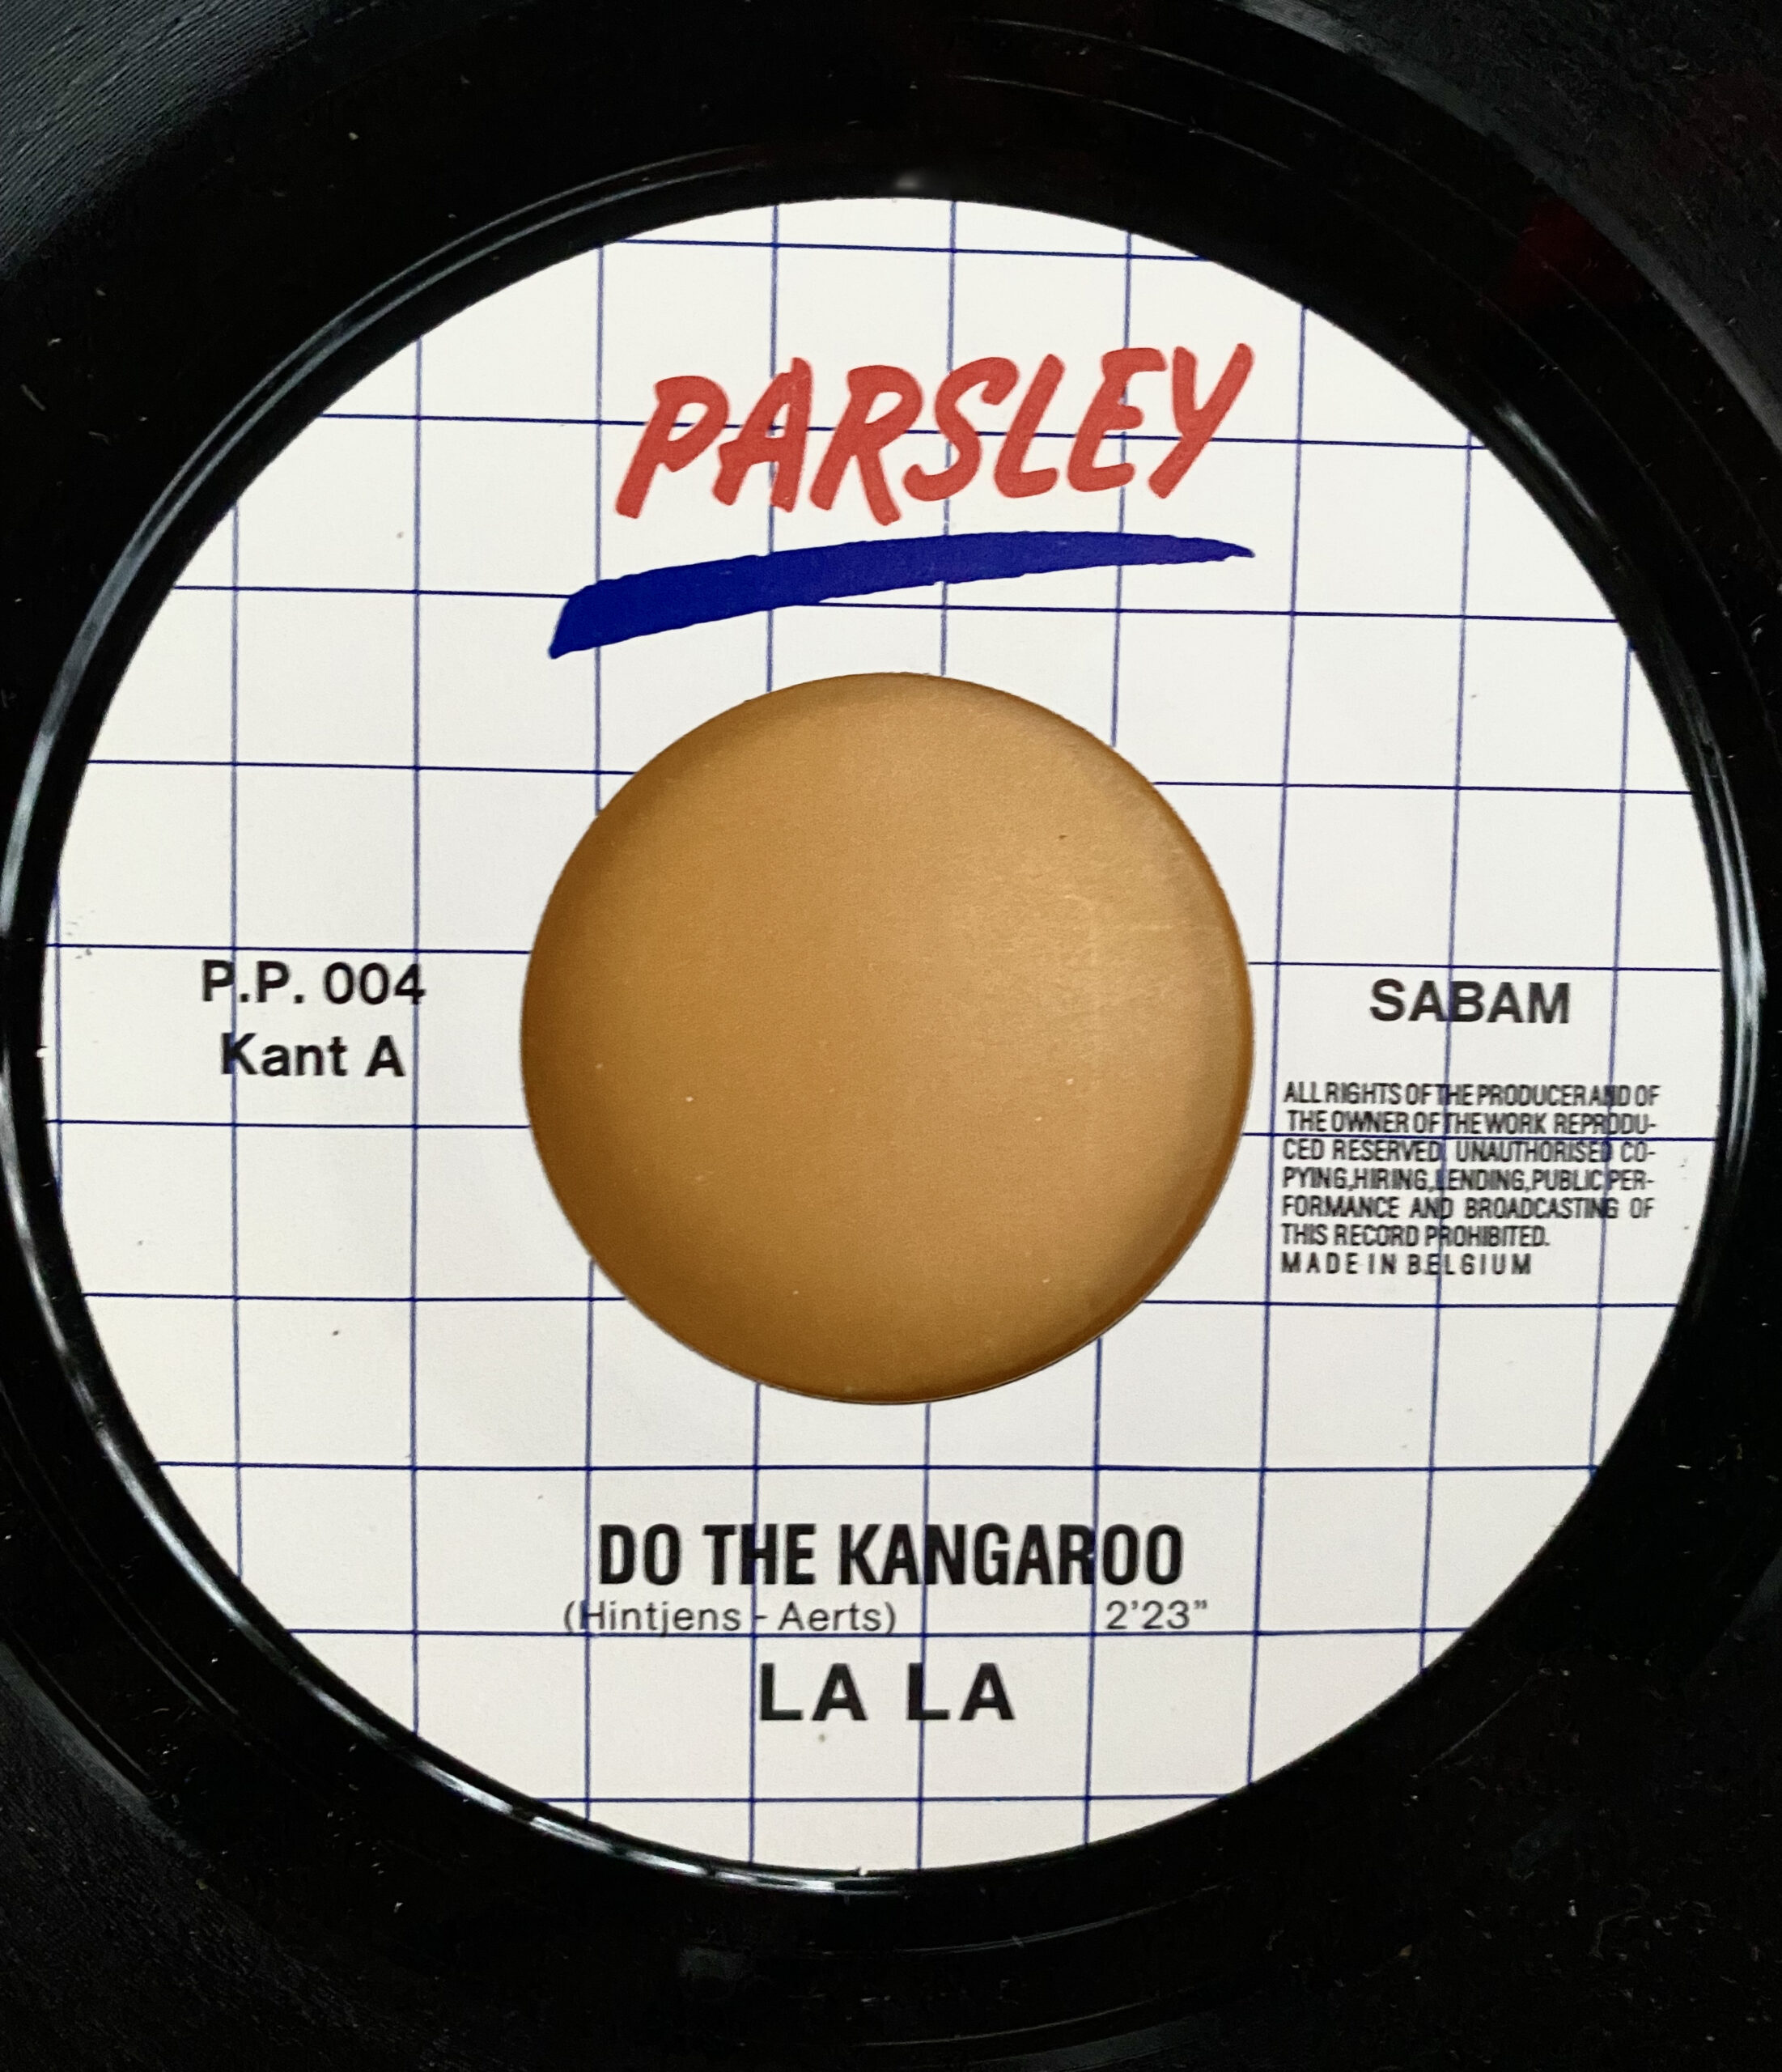 PARSLEY
P.P. 004
Kant A
SABAM
ALL RIGHTS OF THE PRODUCER AND OF
THE OWNER OF THE WORK REPRODU-
CED RESERVED. UNAUTHORISED CO-
PYING, HIRING, LENDING, PUBLIC PER-
FORMANCE AND BROADCASTING OF
THIS RECORD PROHIBITED.
MADE IN BELGIUM
DO THE KANGAROO
(Hintjens - Aerts) 2'23"
LA LA